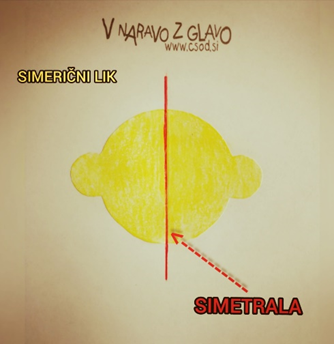 V NARAVO Z GLAVO
www.csod.si
SIMERIČNI LIK
SIMETRALA